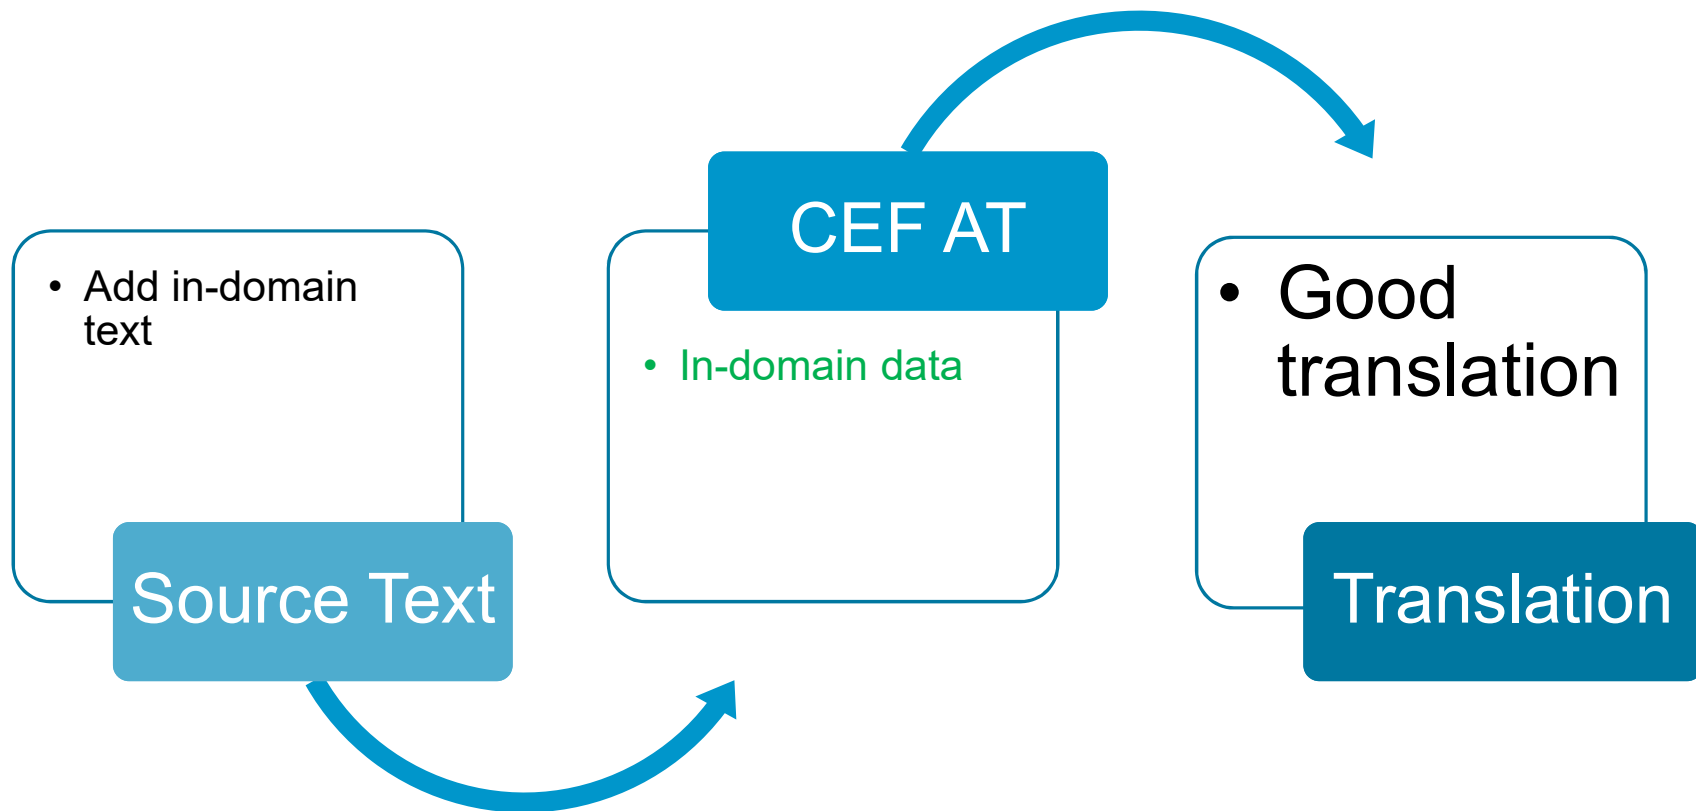 • Add in-domain
text
Source Text
CEF AT
• In-domain data
• Good
translation
Translation